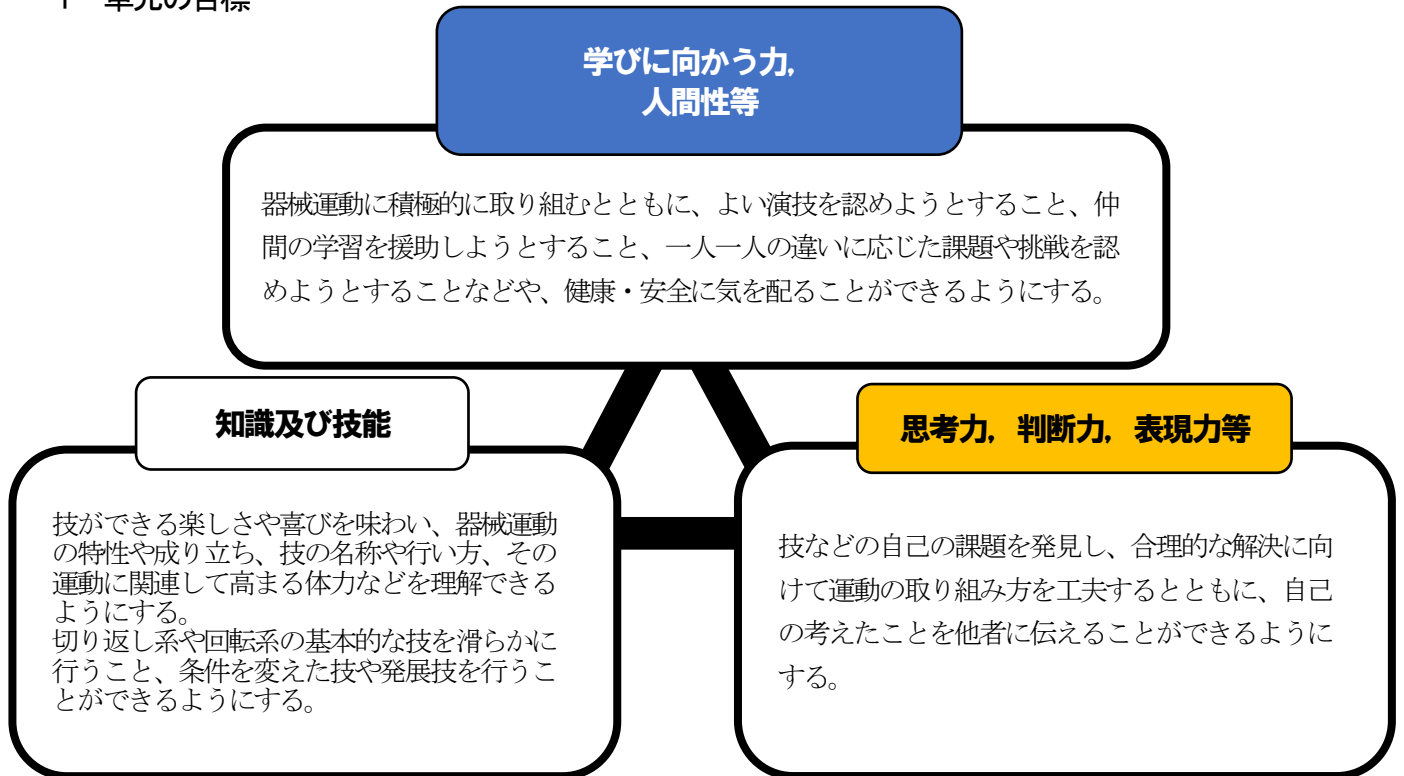 単元の目標
学びに向かう力，
人間性等
器械運動に積極的に取り組むとともに、よい演技を認めようとすること、仲
間の学習を援助しようとすること、一人一人の違いに応じた課題や挑戦を認
めようとすることなどや、健康・安全に気を配ることができるようにする。
知識及び技能
技ができる楽しさや喜びを味わい、器械運動
の特性や成り立ち、技の名称や行い方、その
運動に関連して高まる体力などを理解できる
ようにする。
切り返し系や回転系の基本的な技を滑らかに
行うこと、条件を変えた技や発展技を行うこ
とができるようにする。
思考力，判断力，表現力等
技などの自己の課題を発見し、合理的な解決に向
けて運動の取り組み方を工夫するとともに、自己
の考えたことを他者に伝えることができるように
する。